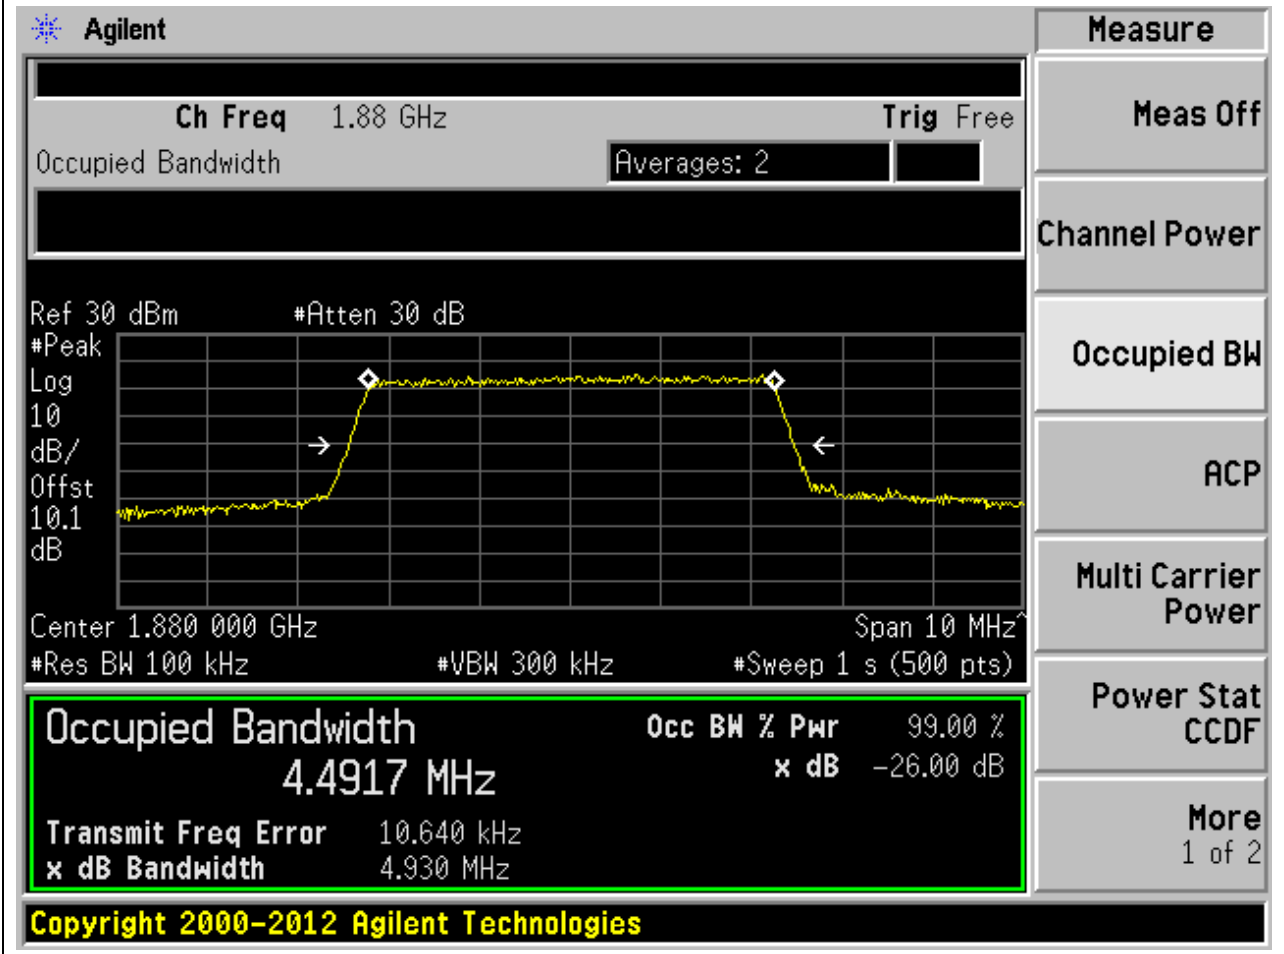 Agilent
Measure
Ch Freq 1.88 GHz Trig Free
Occupied Bandwidth Averages: 2
Meas Off
Channel Power
Occupied BW
ACP
Multi Carrier
Power
Power Stat
CCDF
More
1 of 2
Ref 30 dBm #Atten 30 dB
#Peak
Log
10
dB/
Offst
10.1
dB
Center 1.880 000 GHz Span 10 MHz^
#Res BW 100 kHz #VBW 300 kHz #Sweep 1 s (500 pts)
Occupied Bandwidth Occ BW % Pwr 99.00 %
4.4917 MHz x dB -26.00 dB
Transmit Freq Error 10.640 kHz
x dB Bandwidth 4.930 MHz
Copyright 2000-2012 Agilent Technologies